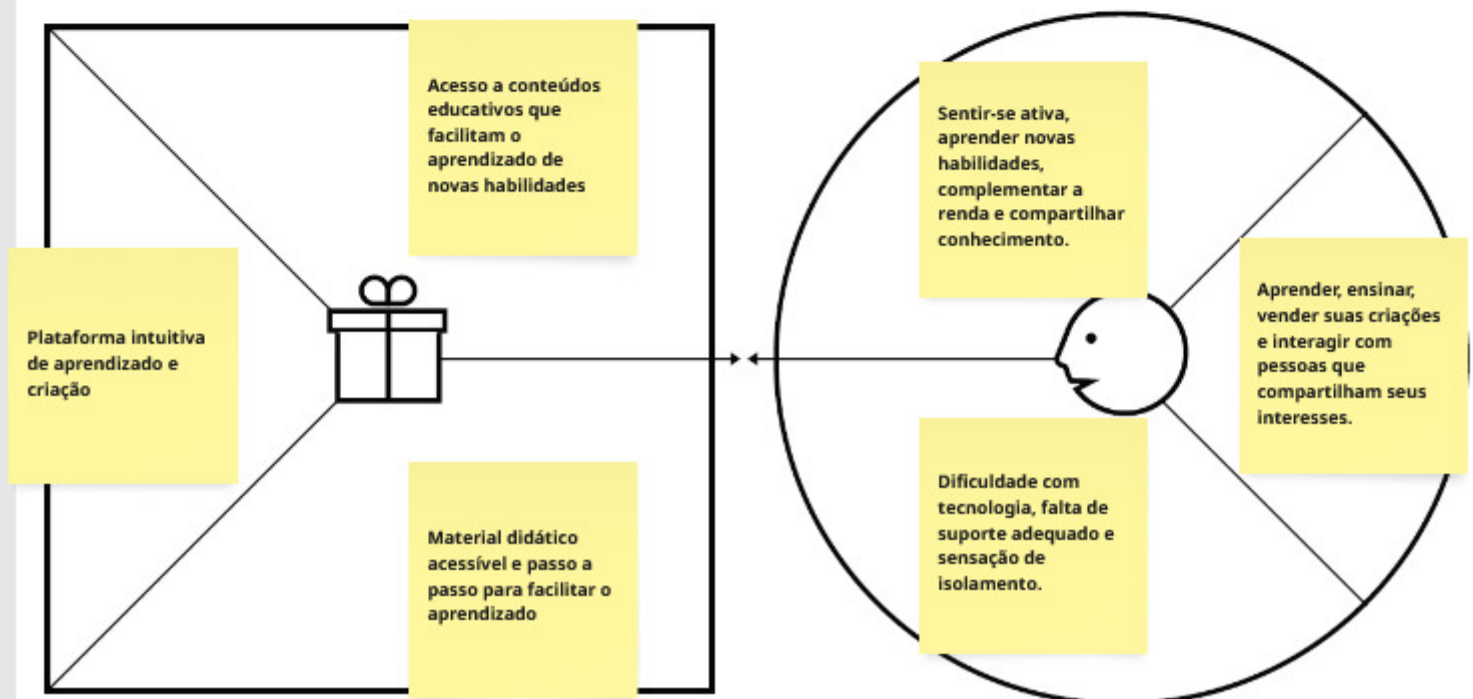 Acesso a conteúdos
educativos que
facilitam o
aprendizado de
novas habilidades
Plataforma intuitiva
de aprendizado e
criação
Material didático
acessível e passo a
passo para facilitar o
aprendizado
Sentir-se ativa,
aprender novas
habilidades,
complementar a
renda e compartilhar
conhecimento.
Aprender, ensinar,
vender suas criações
e interagir com
pessoas que
compartilham seus
interesses.
Dificuldade com
tecnologia, falta de
suporte adequado e
sensação de
isolamento.